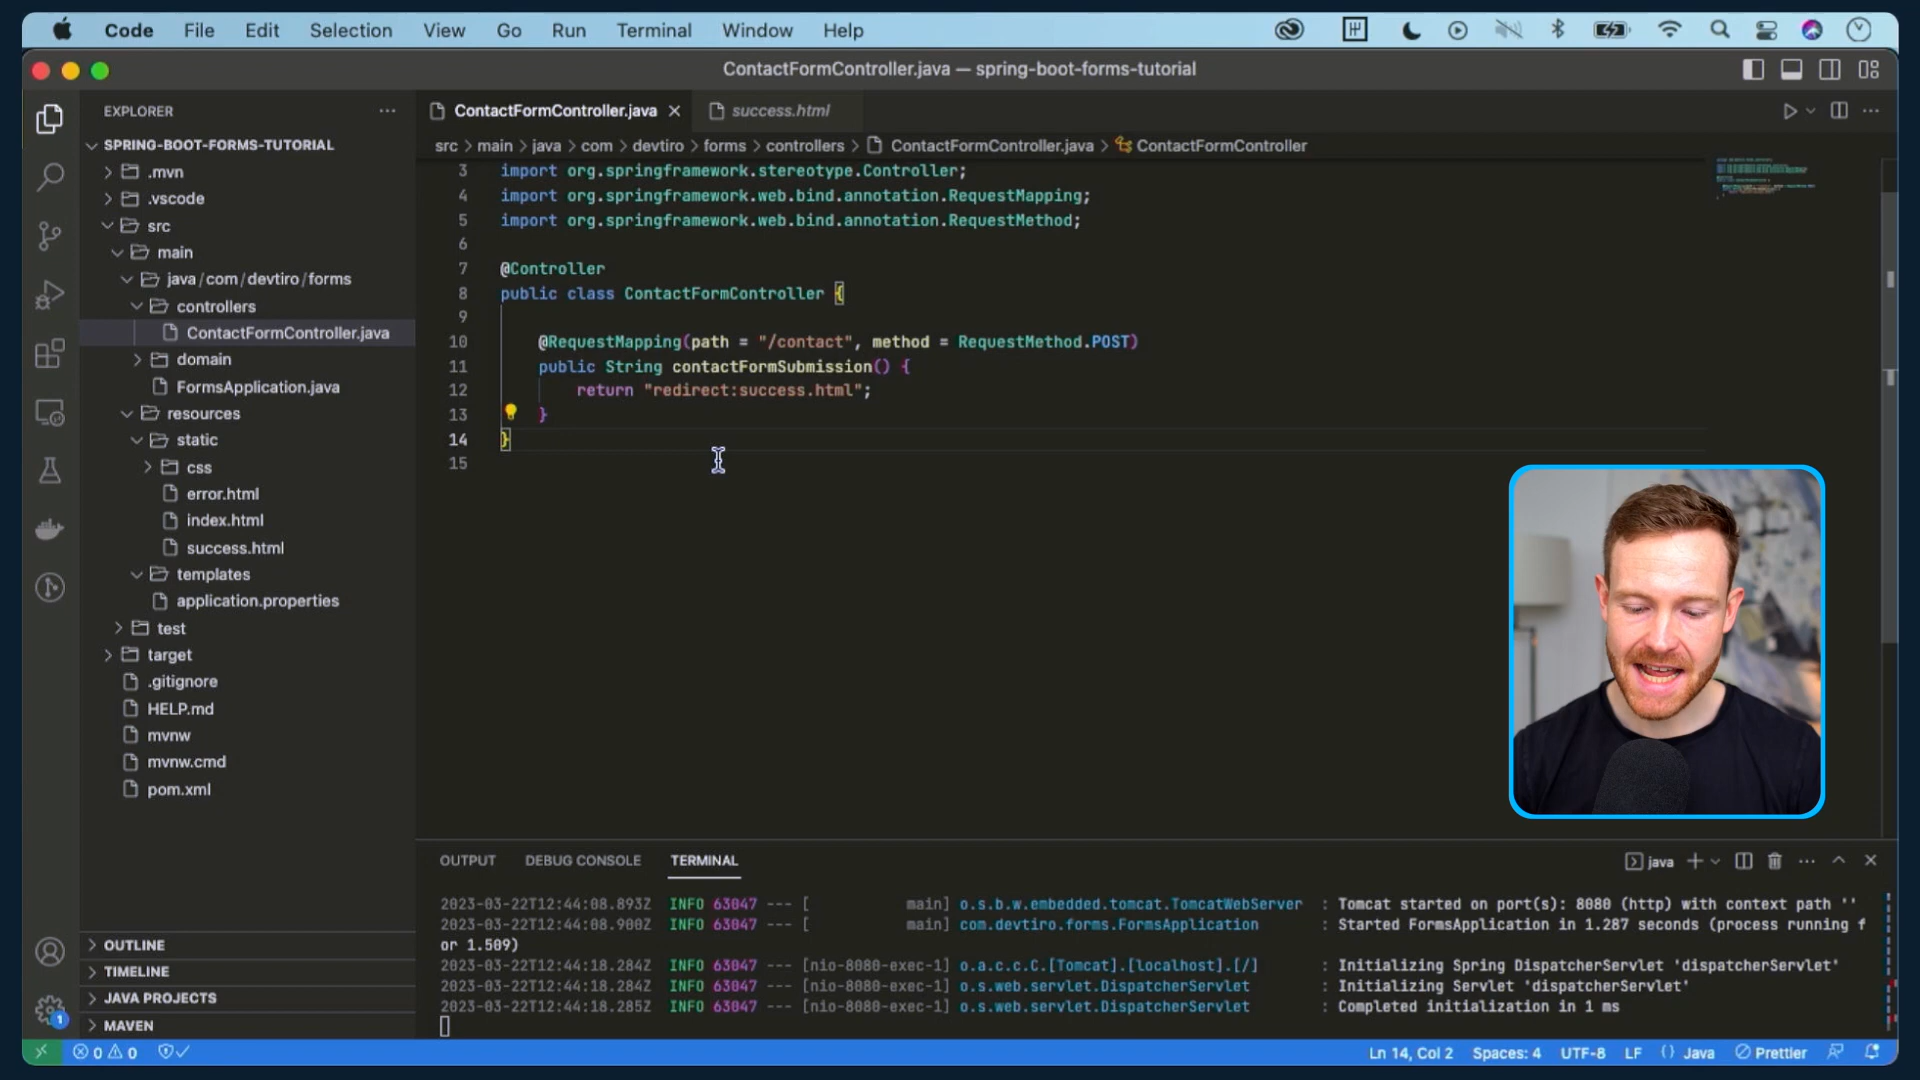 Code File Edit Selection View Go Run Terminal Window Help
ContactFormController.java — spring-boot-forms-tutorial
EXPLORER
SPRING-BOOT-FORMS-TUTORIAL
.mvn
.vscode
src
main
java/com/devtiro/forms
controllers
ContactFormController.java
domain
FormsApplication.java
resources
static
css
error.html
index.html
success.html
templates
application.properties
test
target
.gitignore
HELP.md
mvnw
mvnw.cmd
pom.xml
OUTLINE
TIMELINE
JAVA PROJECTS
MAVEN
1
ContactFormController.java success.html
src > main > java > com > devtiro > forms > controllers > ContactFormController.java > ContactFormController
3 import org.springframework.stereotype.Controller;
4 import org.springframework.web.bind.annotation.RequestMapping;
5 import org.springframework.web.bind.annotation.RequestMethod;
6
7 @Controller
8 public class ContactFormController {
9
10 @RequestMapping(path = "/contact", method = RequestMethod.POST)
11 public String contactFormSubmission() {
12 return "redirect:success.html";
13 }
14 }
15
OUTPUT DEBUG CONSOLE TERMINAL java
2023-03-22T12:44:08.893Z INFO 63047 --- [ main] o.s.b.w.embedded.tomcat.TomcatWebServer : Tomcat started on port(s): 8080 (http) with context path ''
2023-03-22T12:44:08.900Z INFO 63047 --- [ main] com.devtiro.forms.FormsApplication : Started FormsApplication in 1.287 seconds (process running f
or 1.509)
2023-03-22T12:44:18.284Z INFO 63047 --- [nio-8080-exec-1] o.a.c.c.C.[Tomcat].[localhost].[/] : Initializing Spring DispatcherServlet 'dispatcherServlet'
2023-03-22T12:44:18.284Z INFO 63047 --- [nio-8080-exec-1] o.s.web.servlet.DispatcherServlet : Initializing Servlet 'dispatcherServlet'
2023-03-22T12:44:18.285Z INFO 63047 --- [nio-8080-exec-1] o.s.web.servlet.DispatcherServlet : Completed initialization in 1 ms
0 0 Ln 14, Col 2 Spaces: 4 UTF-8 LF {} Java Prettier